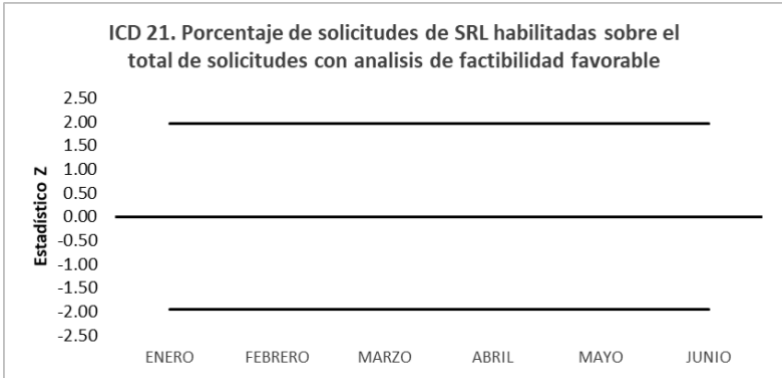 ICD 21. Porcentaje de solicitudes de SRL habilitadas sobre el
total de solicitudes con analisis de factibilidad favorable
Estadístico Z
2.50
2.00
1.50
1.00
0.50
0.00
-0.50
-1.00
-1.50
-2.00
-2.50
ENERO FEBRERO MARZO ABRIL MAYO JUNIO